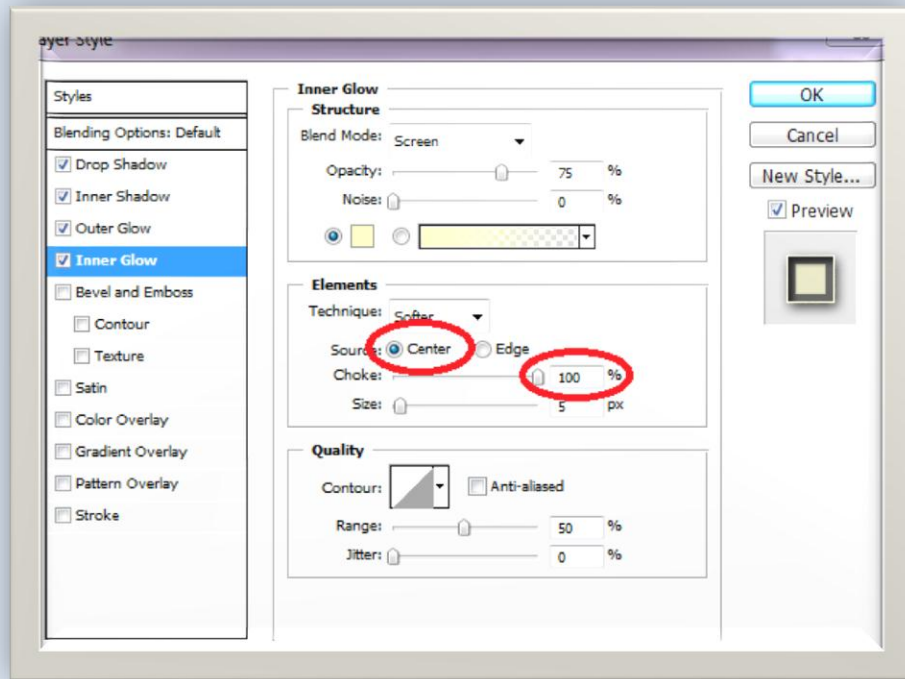 ayer Style
Styles
Blending Options: Default
Drop Shadow
Inner Shadow
Outer Glow
Inner Glow
Bevel and Emboss
Contour
Texture
Satin
Color Overlay
Gradient Overlay
Pattern Overlay
Stroke
Inner Glow
Structure
Blend Mode: Screen
Opacity: 75 %
Noise: 0 %
Elements
Technique: Softer
Source: Center Edge
Choke: 100 %
Size: 5 px
Quality
Contour: Anti-aliased
Range: 50 %
Jitter: 0 %
OK
Cancel
New Style...
Preview